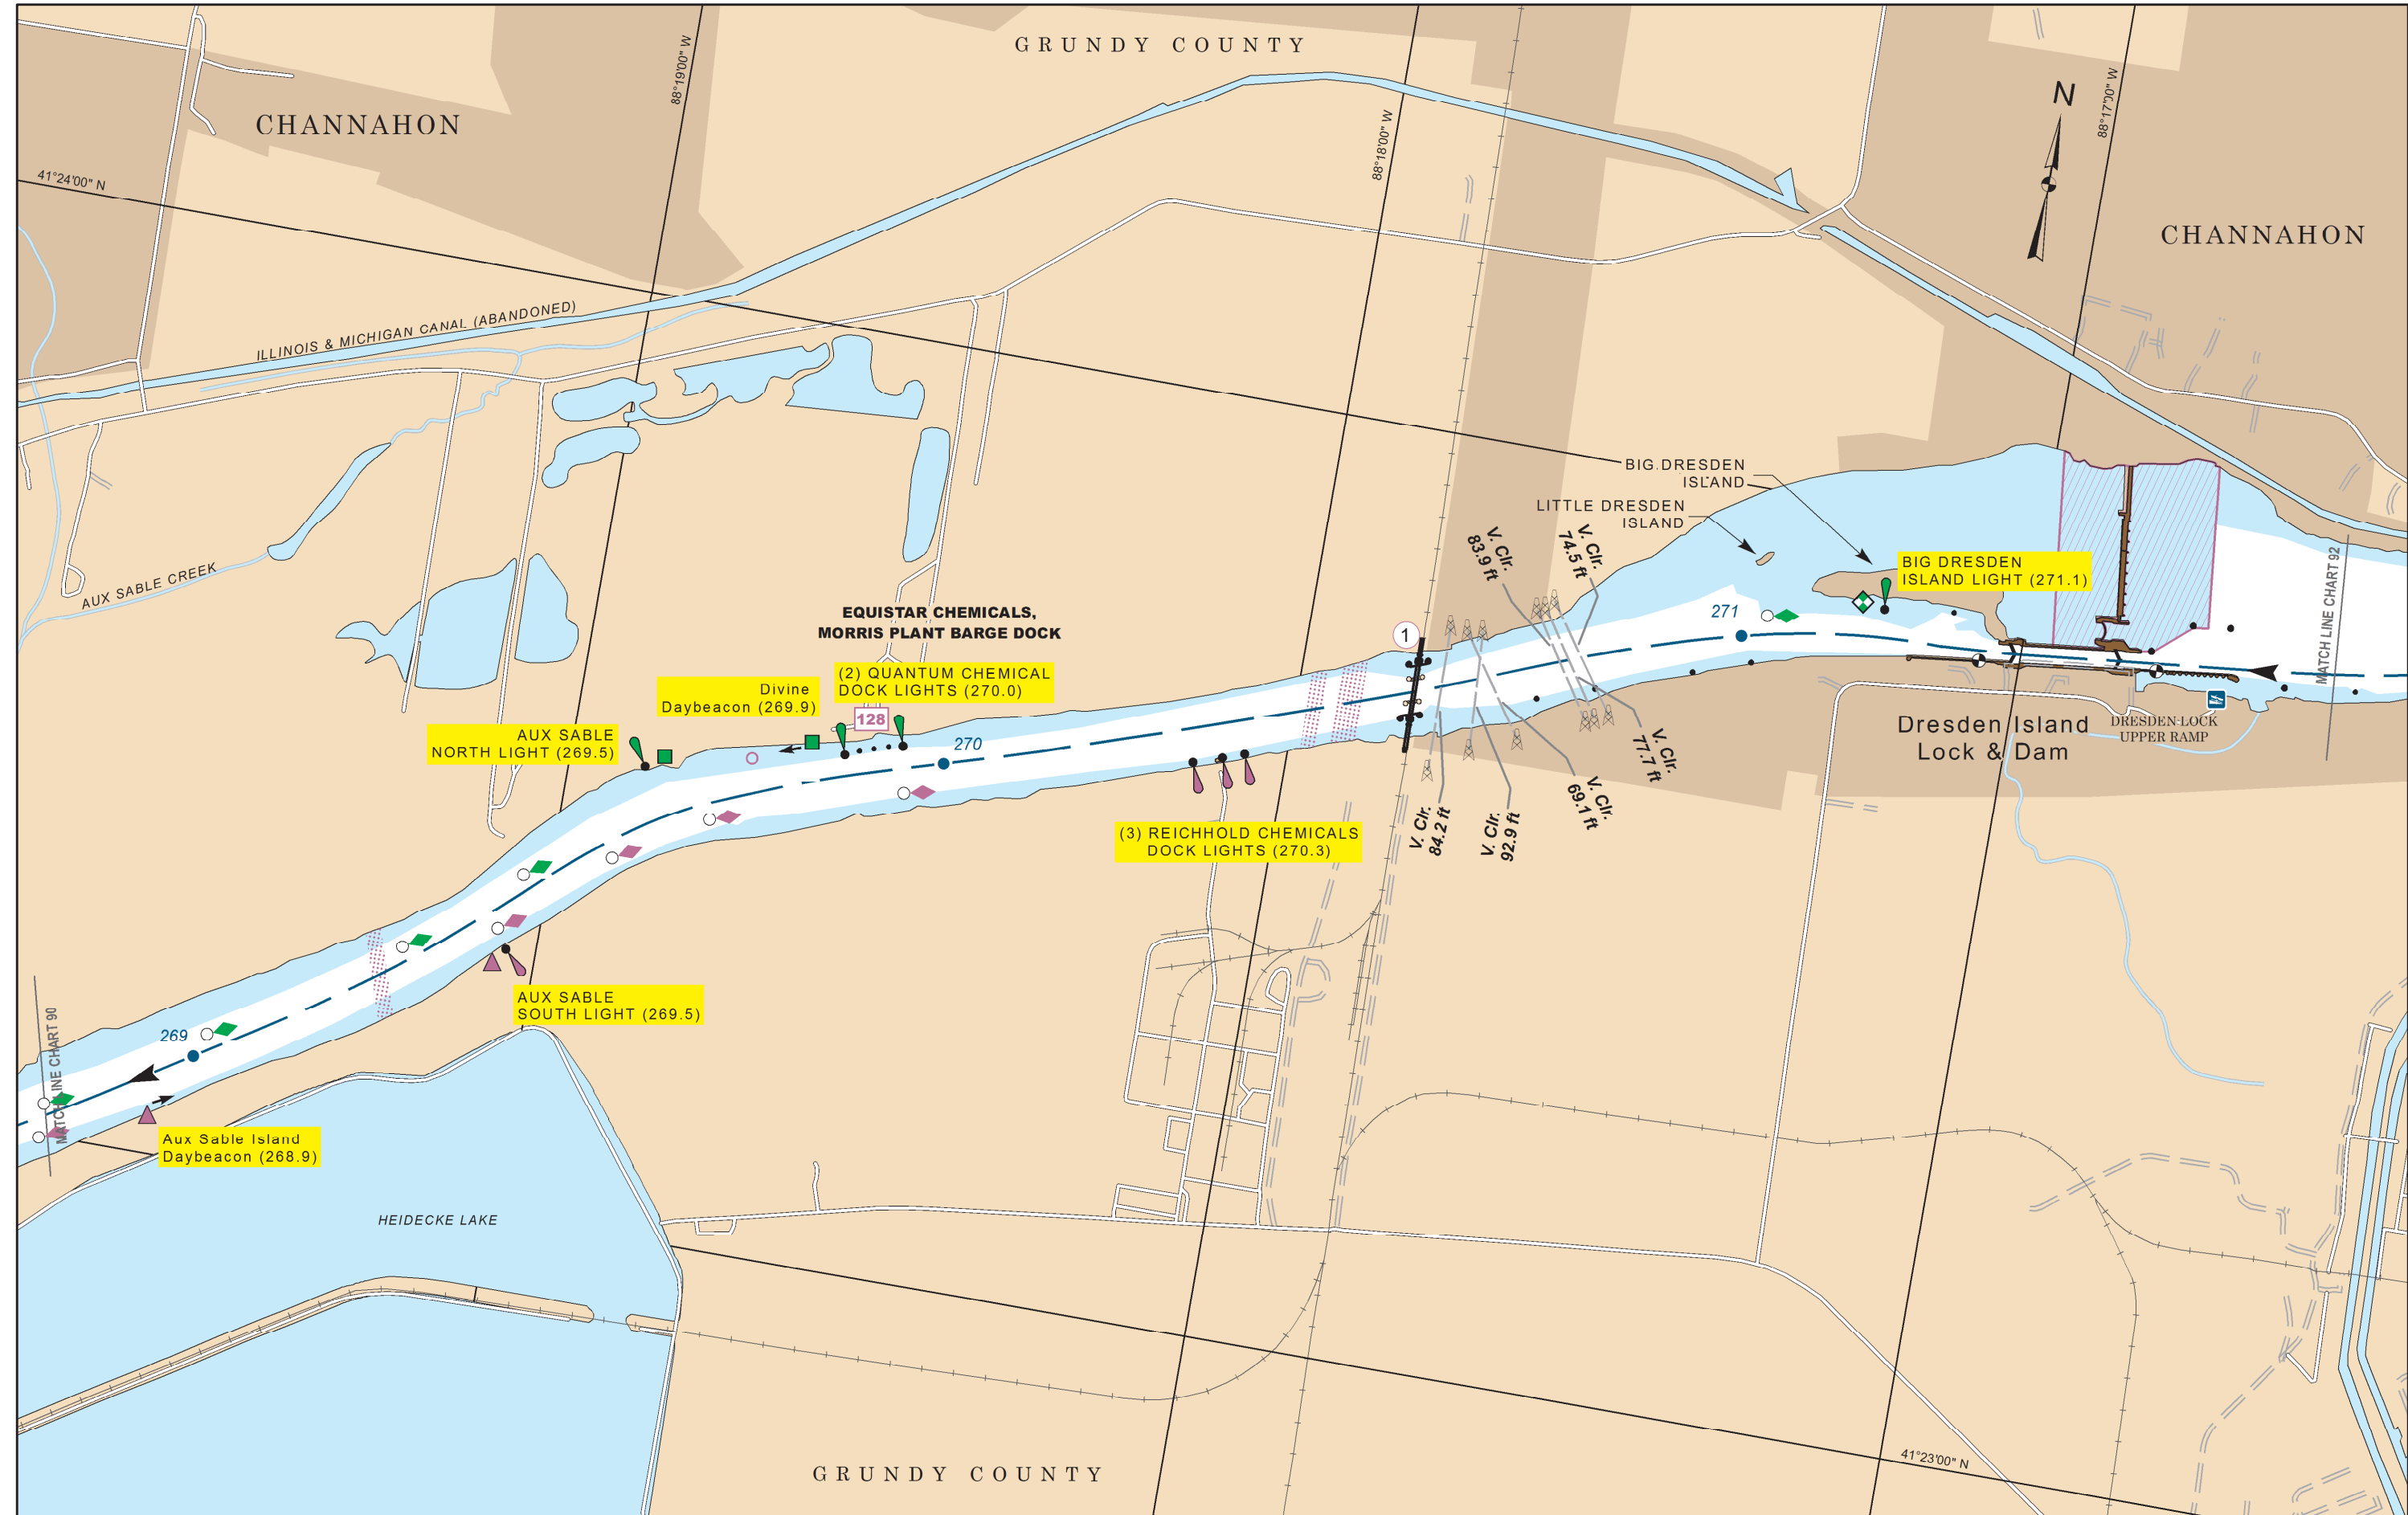 GRUNDY COUNTY
88°19'00" W
88°18'00" W
88°17'00" W
N
CHANNAHON
41°24'00" N
CHANNAHON
ILLINOIS & MICHIGAN CANAL (ABANDONED)
AUX SABLE CREEK
BIG DRESDEN
ISLAND
LITTLE DRESDEN
ISLAND
V. Clr.
83.9 ft
V. Clr.
74.5 ft
BIG DRESDEN
ISLAND LIGHT (271.1)
MATCH LINE CHART 92
EQUISTAR CHEMICALS,
MORRIS PLANT BARGE DOCK
(2) QUANTUM CHEMICAL
DOCK LIGHTS (270.0)
Divine
Daybeacon (269.9)
128
1
271
AUX SABLE
NORTH LIGHT (269.5)
270
Dresden Island
Lock & Dam
DRESDEN LOCK
UPPER RAMP
V. Clr.
77.7 ft
V. Clr.
69.1 ft
V. Clr.
84.2 ft
V. Clr.
92.9 ft
(3) REICHHOLD CHEMICALS
DOCK LIGHTS (270.3)
AUX SABLE
SOUTH LIGHT (269.5)
269
MATCH LINE CHART 90
Aux Sable Island
Daybeacon (268.9)
HEIDECKE LAKE
GRUNDY COUNTY
41°23'00" N